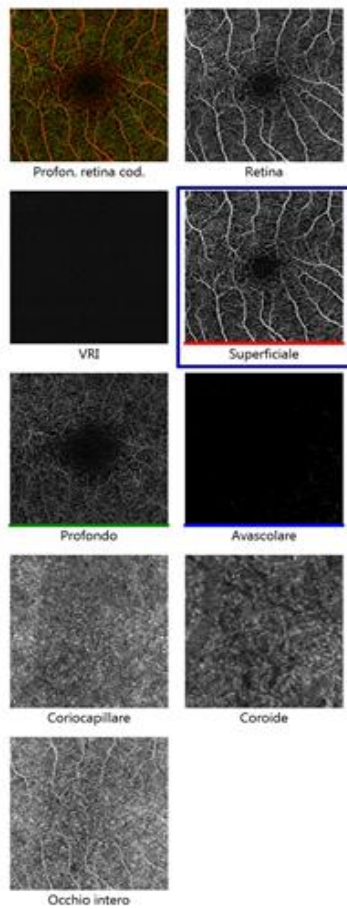 Profon. retina cod.
Retina
VRI
Superficiale
Profondo
Avascolare
Coriocapillare
Coroide
Occhio intero